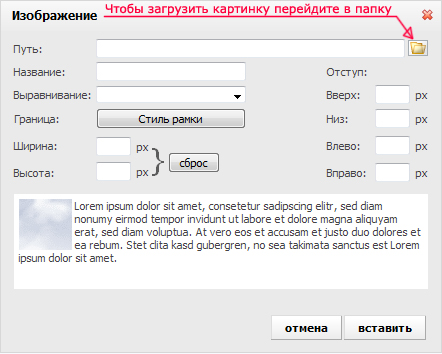 Изображение
Чтобы загрузить картинку перейдите в папку
Путь:
Название:
Отступ:
Выравнивание:
Вверх: px
Граница: Стиль рамки
Низ: px
Ширина: px
Влево: px
сброс
Высота: px
Вправо: px
Lorem ipsum dolor sit amet, consetetur sadipscing elitr, sed diam
nonumy eirmod tempor invidunt ut labore et dolore magna aliquyam
erat, sed diam voluptua. At vero eos et accusam et justo duo dolores et
ea rebum. Stet clita kasd gubergren, no sea takimata sanctus est Lorem
ipsum dolor sit amet.
отмена вставить